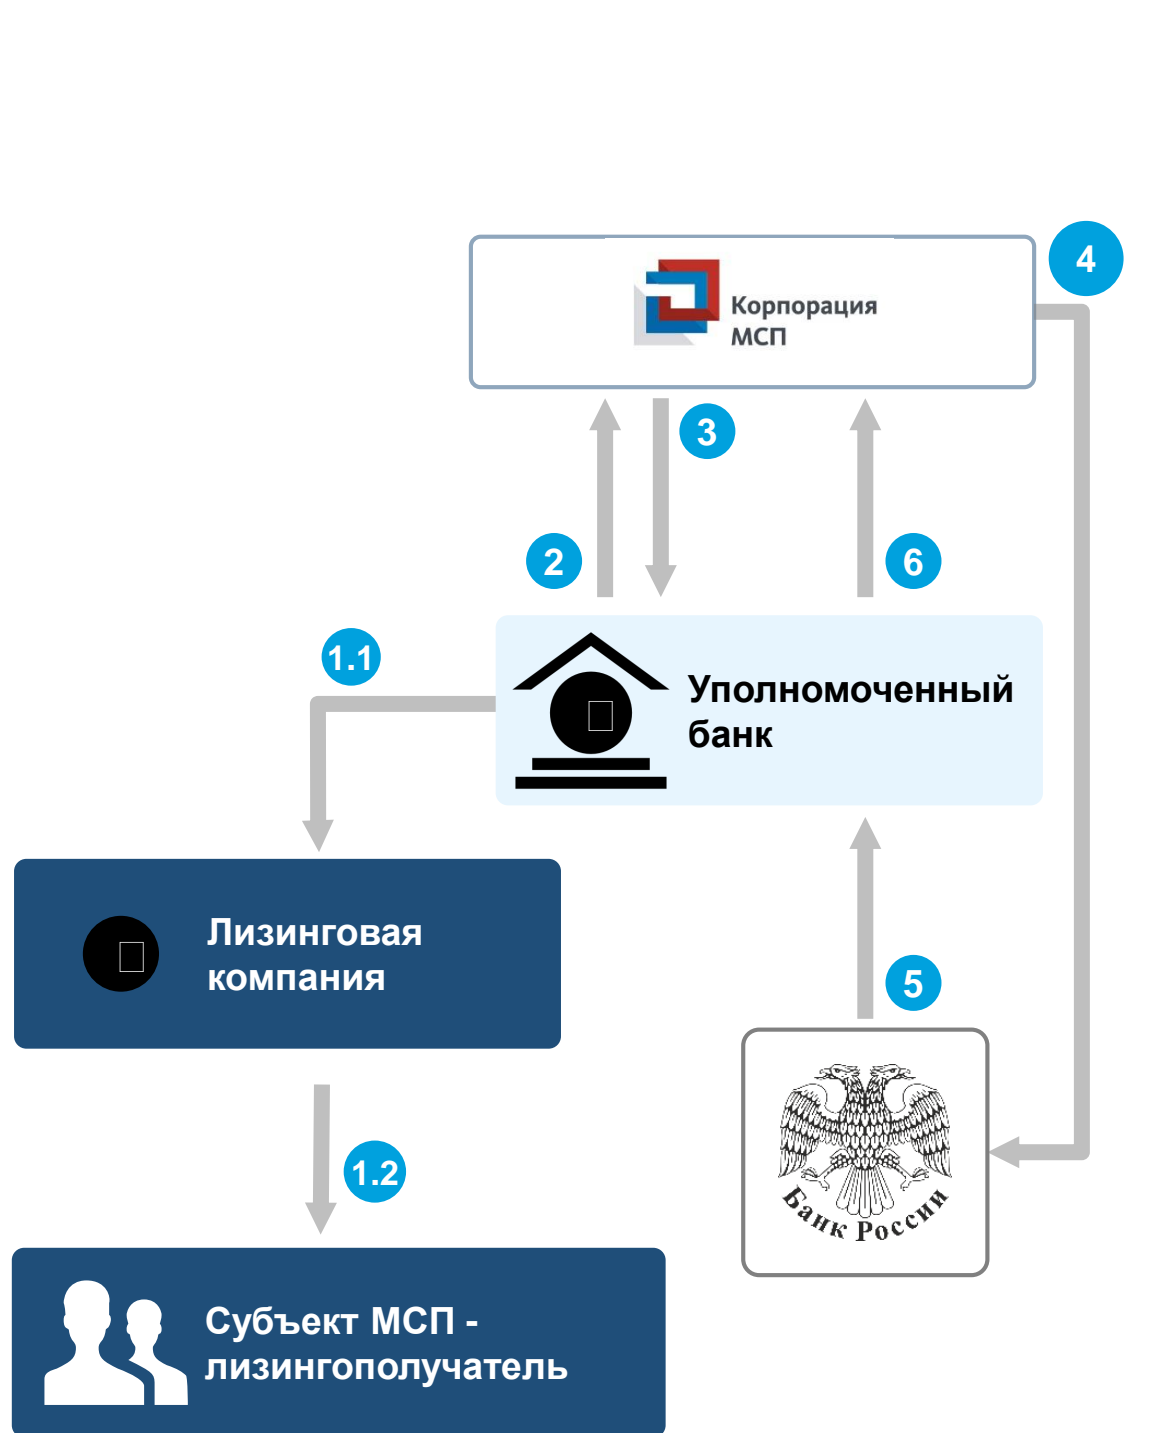 4
Корпорация
МСП
3
2
6
1.1
Уполномоченный
банк
Лизинговая
компания
5
1.2
Банк России
Субъект МСП -
лизингополучатель